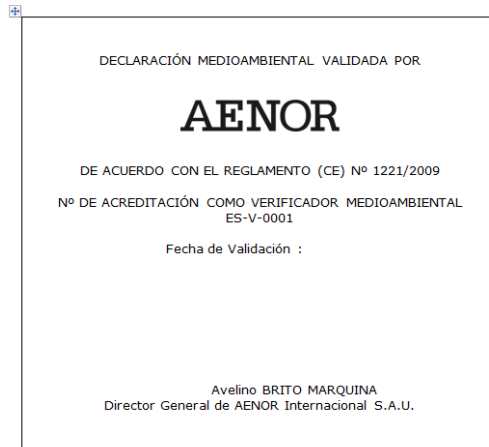 DECLARACIÓN MEDIOAMBIENTAL VALIDADA POR
AENOR
DE ACUERDO CON EL REGLAMENTO (CE) Nº 1221/2009
Nº DE ACREDITACIÓN COMO VERIFICADOR MEDIOAMBIENTAL
ES-V-0001
Fecha de Validación :
Avelino BRITO MARQUINA
Director General de AENOR Internacional S.A.U.